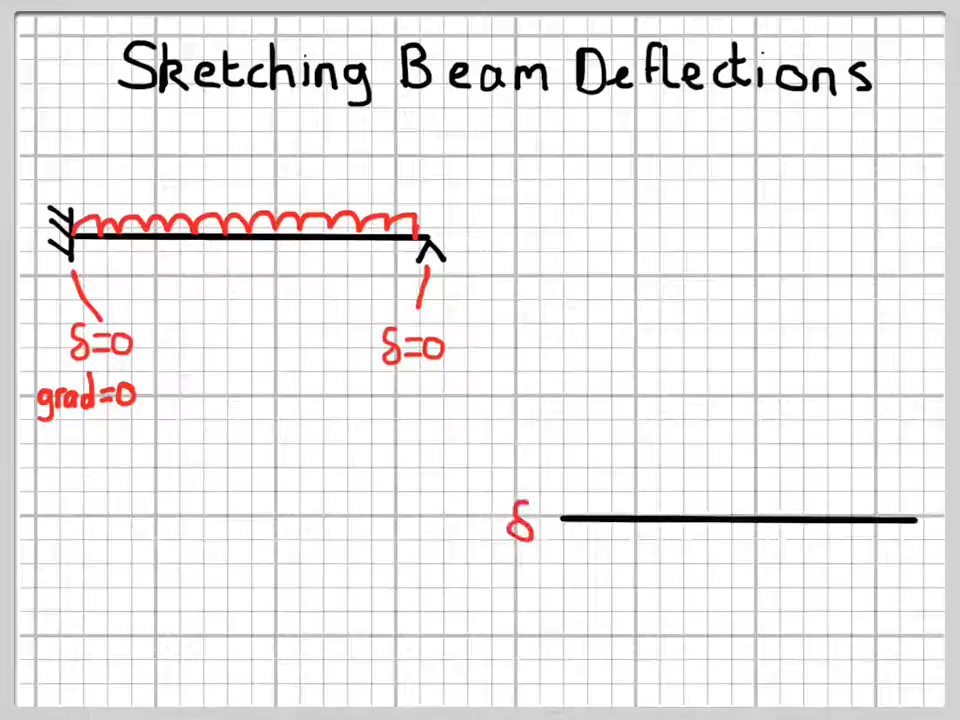 Sketching Beam Deflections
δ=0
δ=0
grad=0
δ